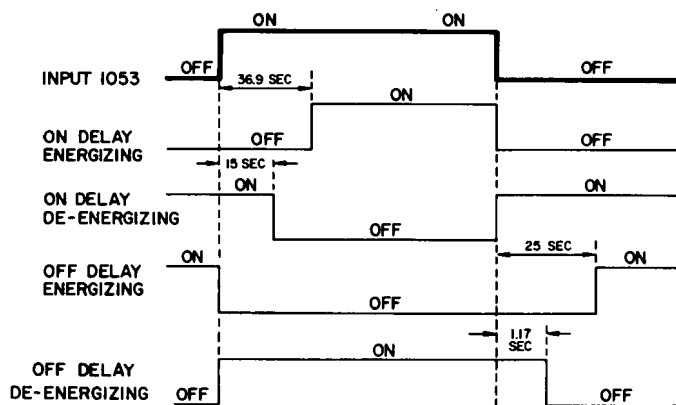 ON ON
INPUT 1053 OFF OFF
36.9 SEC
ON
ON DELAY OFF OFF
ENERGIZING
15 SEC
ON DELAY ON ON
DE-ENERGIZING
OFF
25 SEC
OFF DELAY ON ON
ENERGIZING
OFF
1.17
SEC
ON
OFF DELAY
DE-ENERGIZING OFF OFF